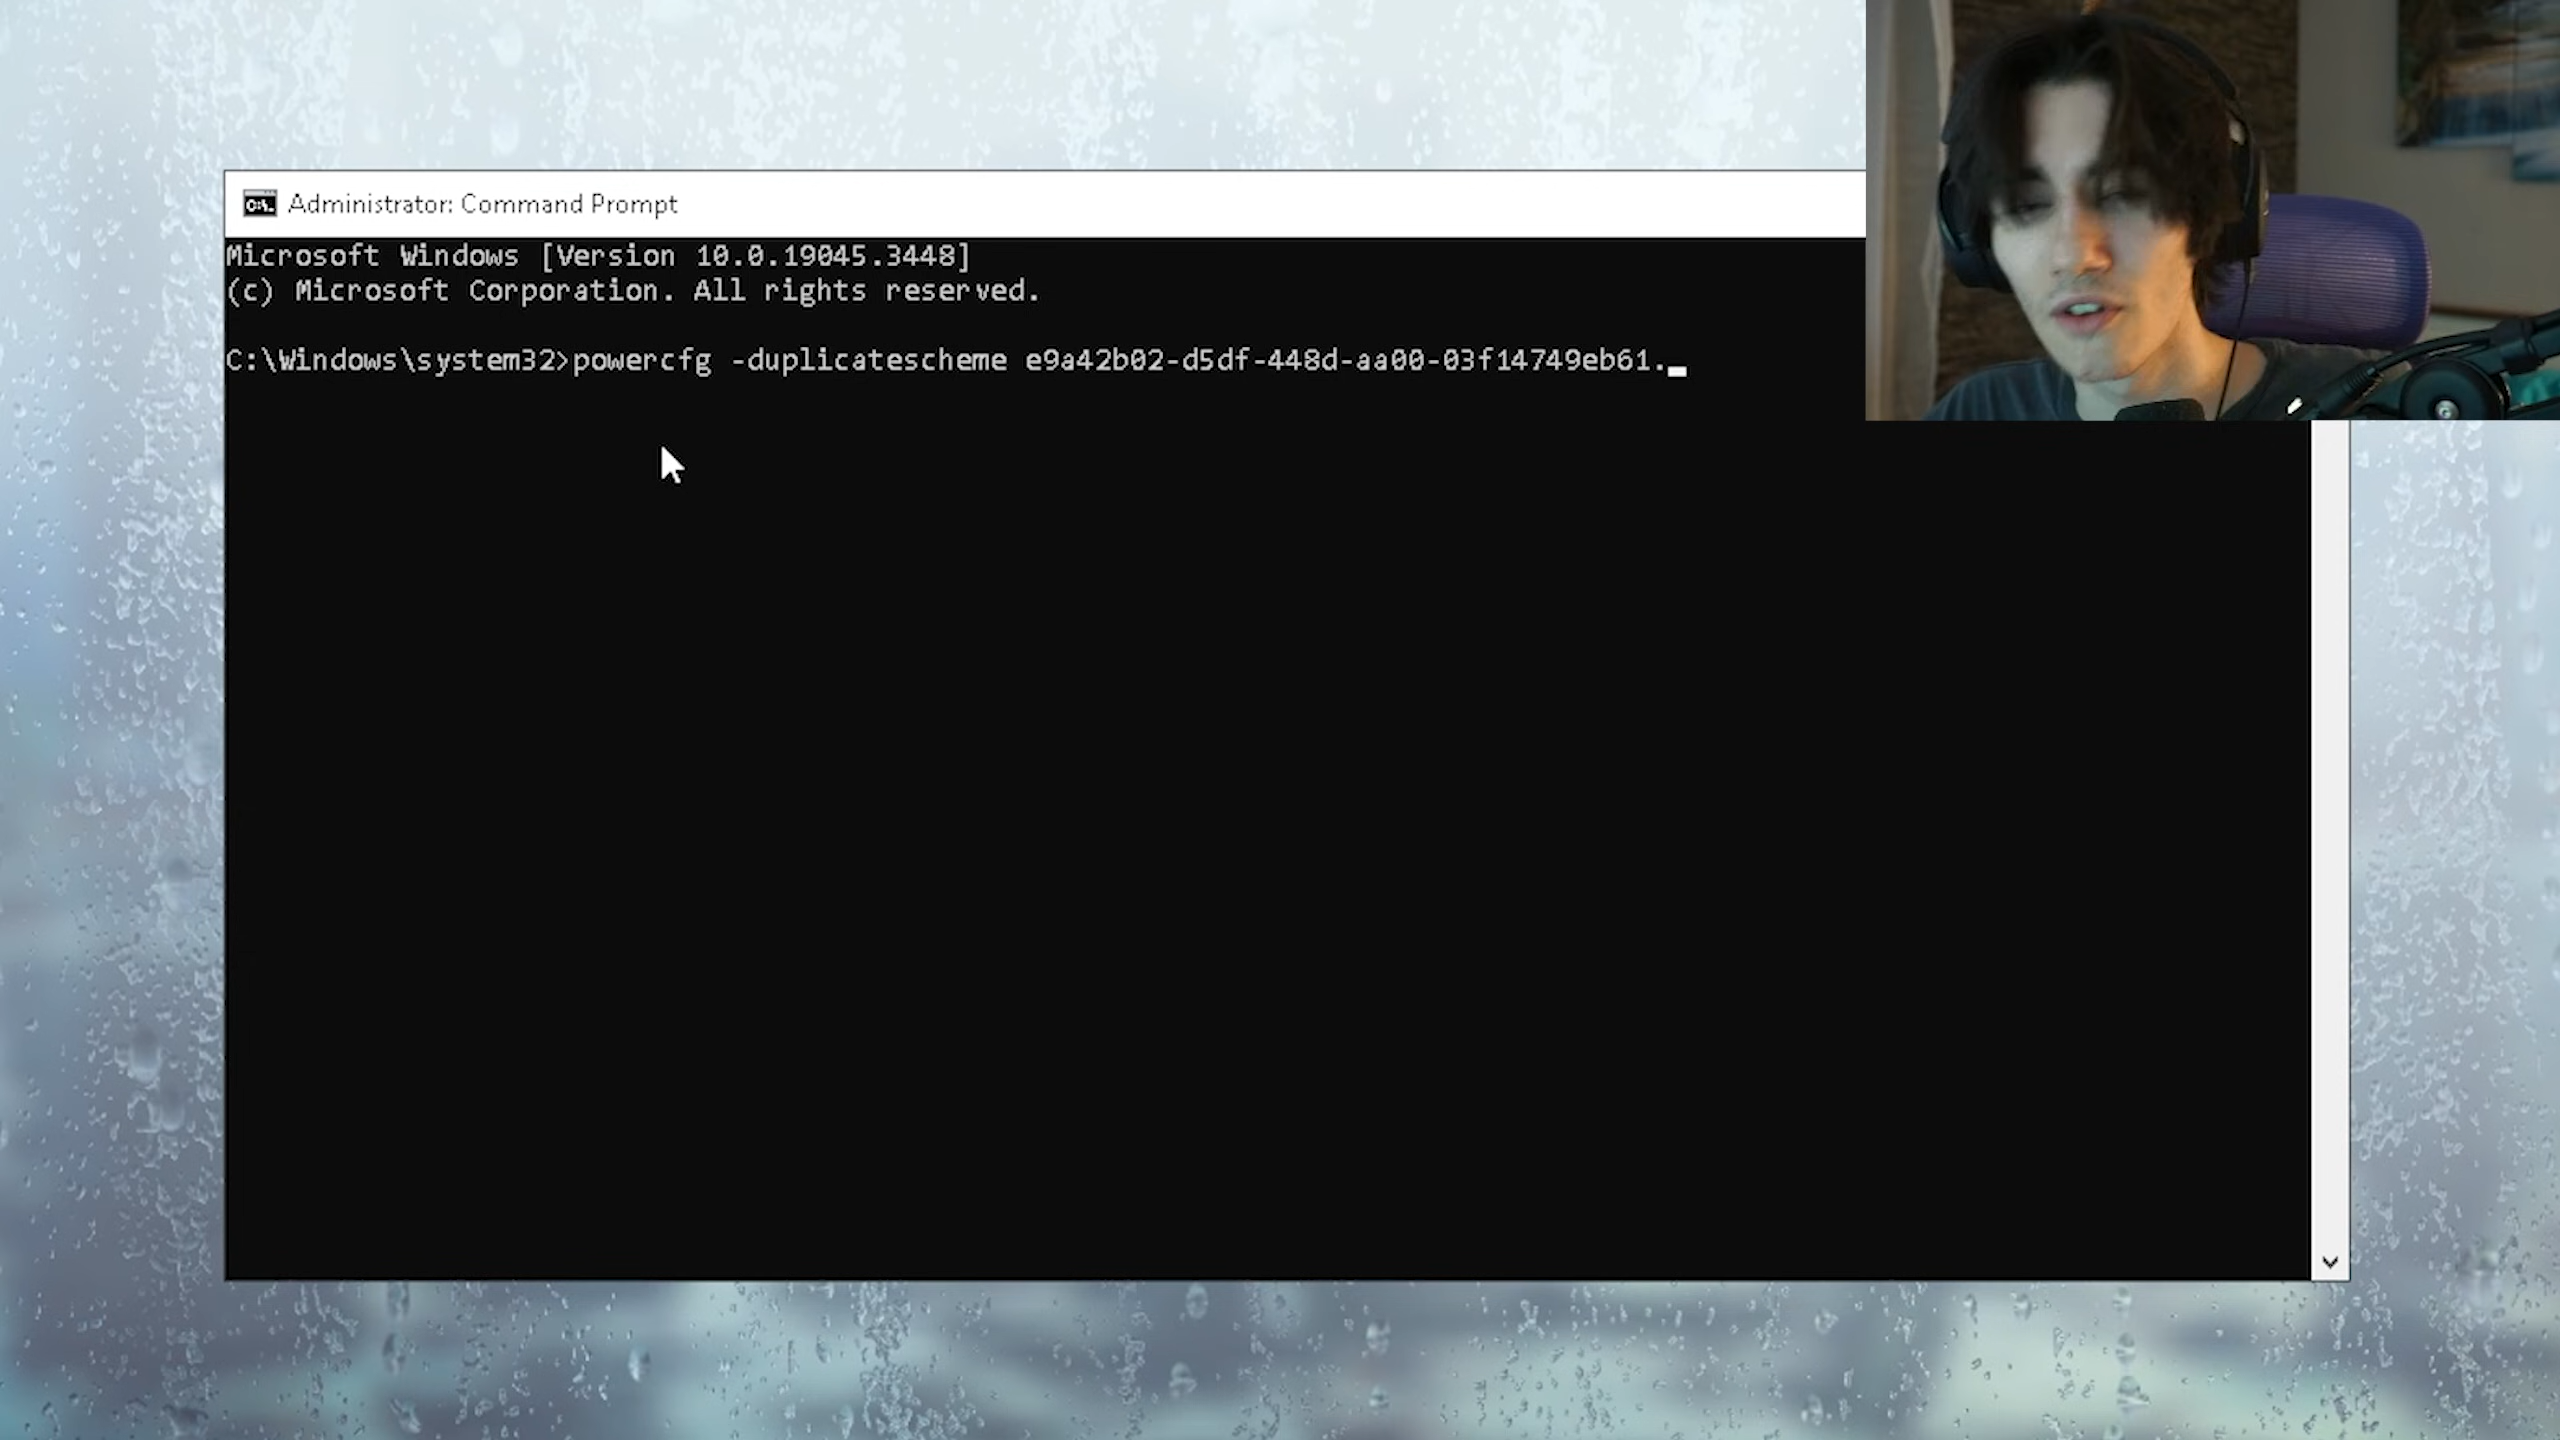 Administrator: Command Prompt
Microsoft Windows [Version 10.0.19045.3448]
(c) Microsoft Corporation. All rights reserved.
C:\Windows\system32>powercfg -duplicatescheme e9a42b02-d5df-448d-aa00-03f14749eb61.